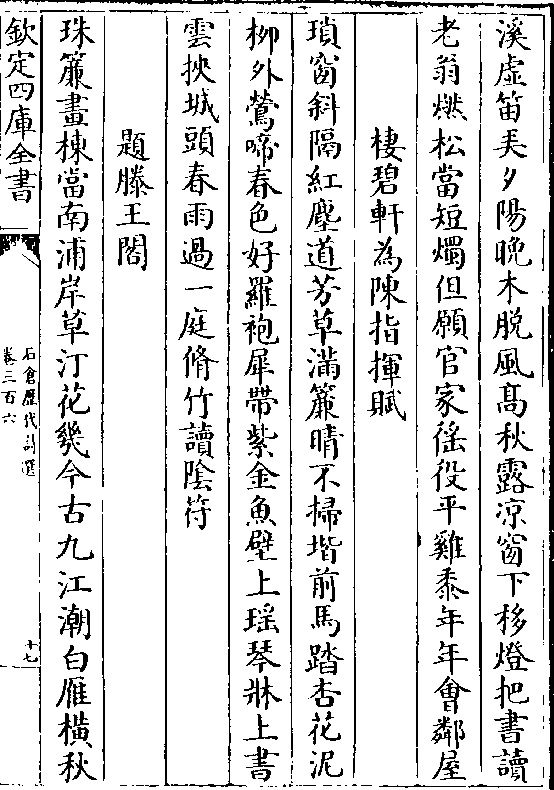 溪虛笛弄夕陽晚木脫風髙秋露凉窗下移燈把書讀
老翁燃松當短燭但願官家徭役平雞黍年年會鄰屋
棲碧軒為陳指揮賦
瑣窗斜隔紅塵道芳草滿簾晴不掃堦前馬踏杏花泥
柳外鶯啼春色好羅袍犀帶紫金魚壁上瑶琴牀上書
雲挾城頭春雨過一庭脩竹讀陰符
題滕王閣
珠簾畫棟當南浦岸草汀花幾今古九江潮白雁橫秋
欽定四庫全書
石倉歷代詩選
卷三百六
十七